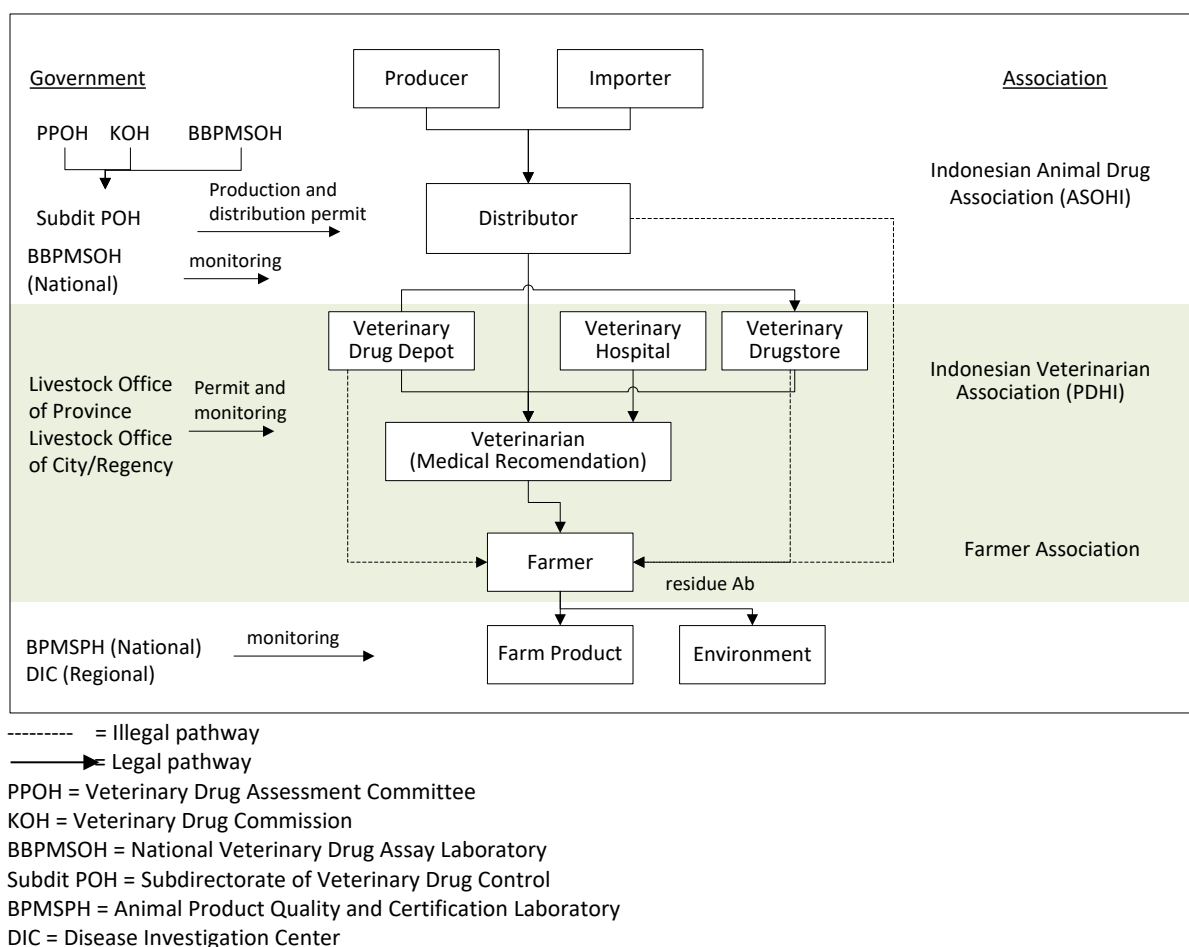 Government
Producer
Importer
Association
PPOH KOH BBPMSOH
Indonesian Animal Drug
Association (ASOHI)
Subdit POH
Production and
distribution permit
Distributor
BBPMSOH
(National)
monitoring
Veterinary
Drug Depot
Veterinary
Hospital
Veterinary
Drugstore
Indonesian Veterinarian
Association (PDHI)
Livestock Office
of Province
Livestock Office
of City/Regency
Permit and
monitoring
Veterinarian
(Medical Recomendation)
Farmer
Farmer Association
residue Ab
BPMSPH (National)
DIC (Regional)
monitoring
Farm Product
Environment
--------- = Illegal pathway
= Legal pathway
PPOH = Veterinary Drug Assessment Committee
KOH = Veterinary Drug Commission
BBPMSOH = National Veterinary Drug Assay Laboratory
Subdit POH = Subdirectorate of Veterinary Drug Control
BPMSPH = Animal Product Quality and Certification Laboratory
DIC = Disease Investigation Center